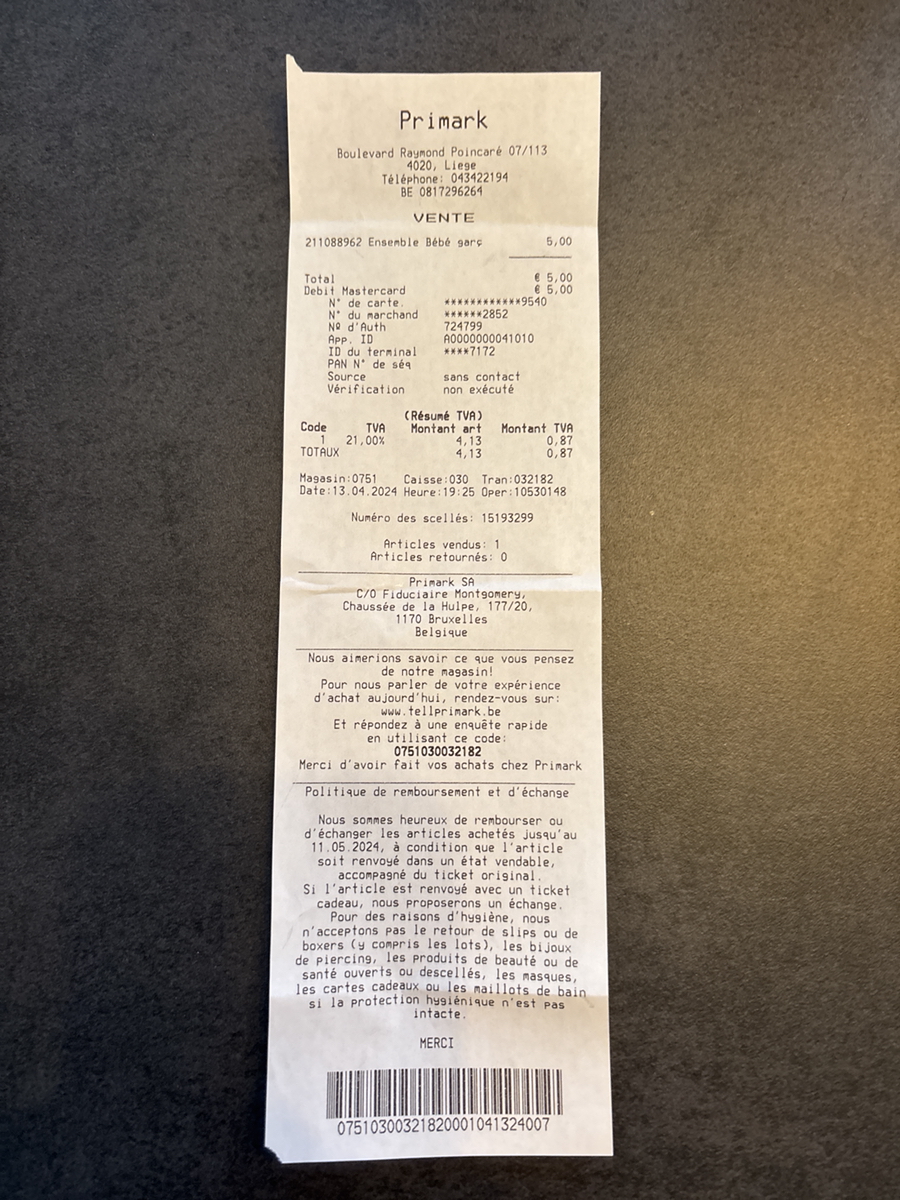 Primark
Boulevard Raymond Poincaré 07/113
4020, Liege
Téléphone: 043422194
BE 0817296264
VENTE
211088962 Ensemble Bébé garç 5,00
Total € 5,00
Debit Mastercard € 5,00
N° de carte. ************9540
N° du marchand ******2852
Nº d'Auth 724799
App. ID A0000000041010
ID du terminal ****7172
PAN N° de séq
Source sans contact
Vérification non exécuté
(Résumé TVA)
Code TVA Montant art Montant TVA
1 21,00% 4,13 0,87
TOTAUX 4,13 0,87
Magasin:0751 Caisse:030 Tran:032182
Date:13.04.2024 Heure:19:25 Oper:10530148
Numéro des scellés: 15193299
Articles vendus: 1
Articles retournés: 0
Primark SA
C/O Fiduciaire Montgomery,
Chaussée de la Hulpe, 177/20,
1170 Bruxelles
Belgique
Nous aimerions savoir ce que vous pensez
de notre magasin!
Pour nous parler de votre expérience
d'achat aujourd'hui, rendez-vous sur:
www.tellprimark.be
Et répondez à une enquête rapide
en utilisant ce code:
0751030032182
Merci d'avoir fait vos achats chez Primark
Politique de remboursement et d'échange
Nous sommes heureux de rembourser ou
d'échanger les articles achetés jusqu'au
11.05.2024, à condition que l'article
soit renvoyé dans un état vendable,
accompagné du ticket original.
Si l'article est renvoyé avec un ticket
cadeau, nous proposerons un échange.
Pour des raisons d'hygiène, nous
n'acceptons pas le retour de slips ou de
boxers (y compris les lots), les bijoux
de piercing, les produits de beauté ou de
santé ouverts ou descellés, les masques,
les cartes cadeaux ou les maillots de bain
si la protection hygiénique n'est pas
intacte.
MERCI
07510300321820001041324007